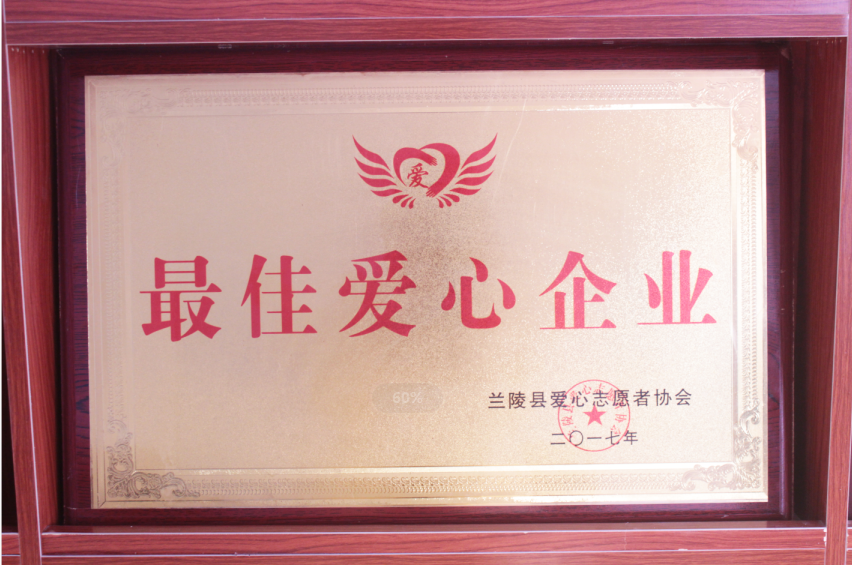 爱
最佳爱心企业
60%
兰陵县爱心志愿者协会
二〇一七年